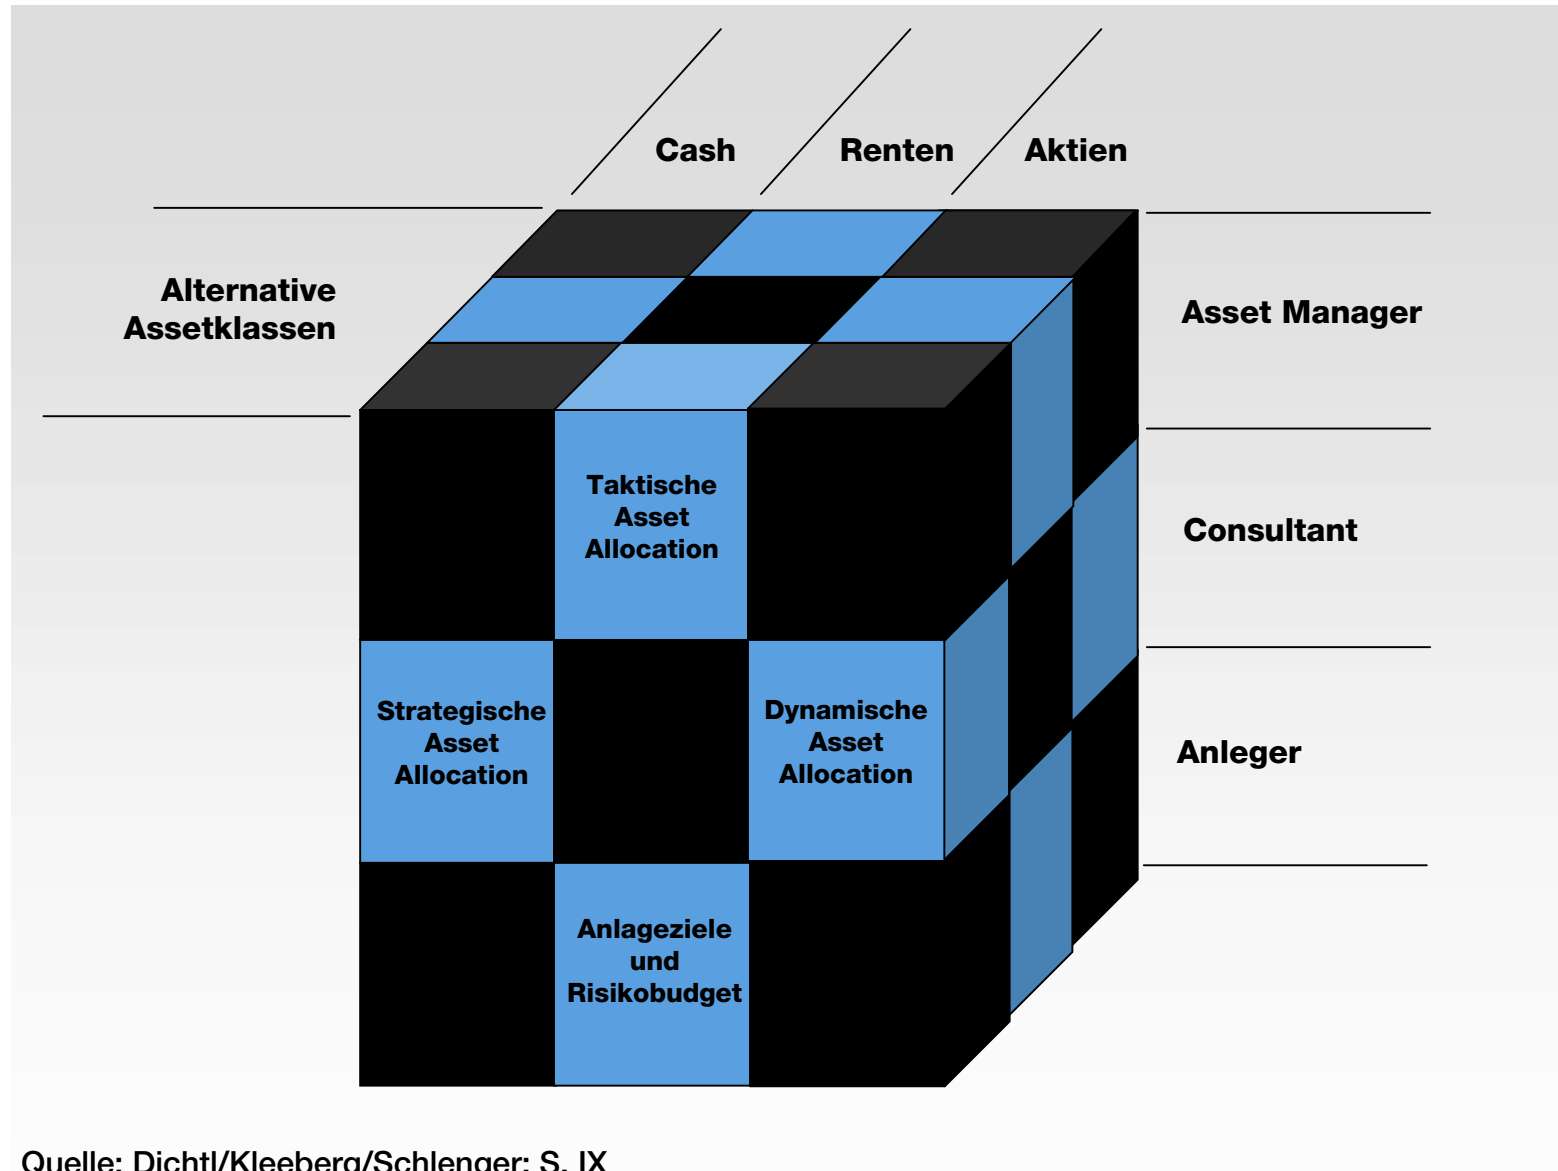 Cash
Renten
Aktien
Alternative
Assetklassen
Asset Manager
Taktische
Asset
Allocation
Consultant
Strategische
Asset
Allocation
Dynamische
Asset
Allocation
Anleger
Anlageziele
und
Risikobudget
Quelle: Dichtl/Kleeberg/Schlenger: S. IX